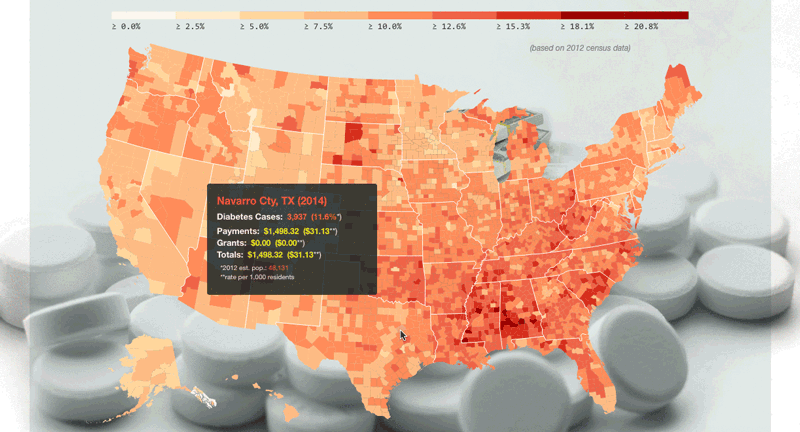 ≥ 0.0% ≥ 2.5% ≥ 5.0% ≥ 7.5% ≥ 10.0% ≥ 12.6% ≥ 15.3% ≥ 18.1% ≥ 20.8%
(based on 2012 census data)
Navarro Cty, TX (2014)
Diabetes Cases: 3,937 (11.6%*)
Payments: $1,498.32 ($31.13**)
Grants: $0.00 ($0.00**)
Totals: $1,498.32 ($31.13**)
*2012 est. pop.: 48,131
**rate per 1,000 residents